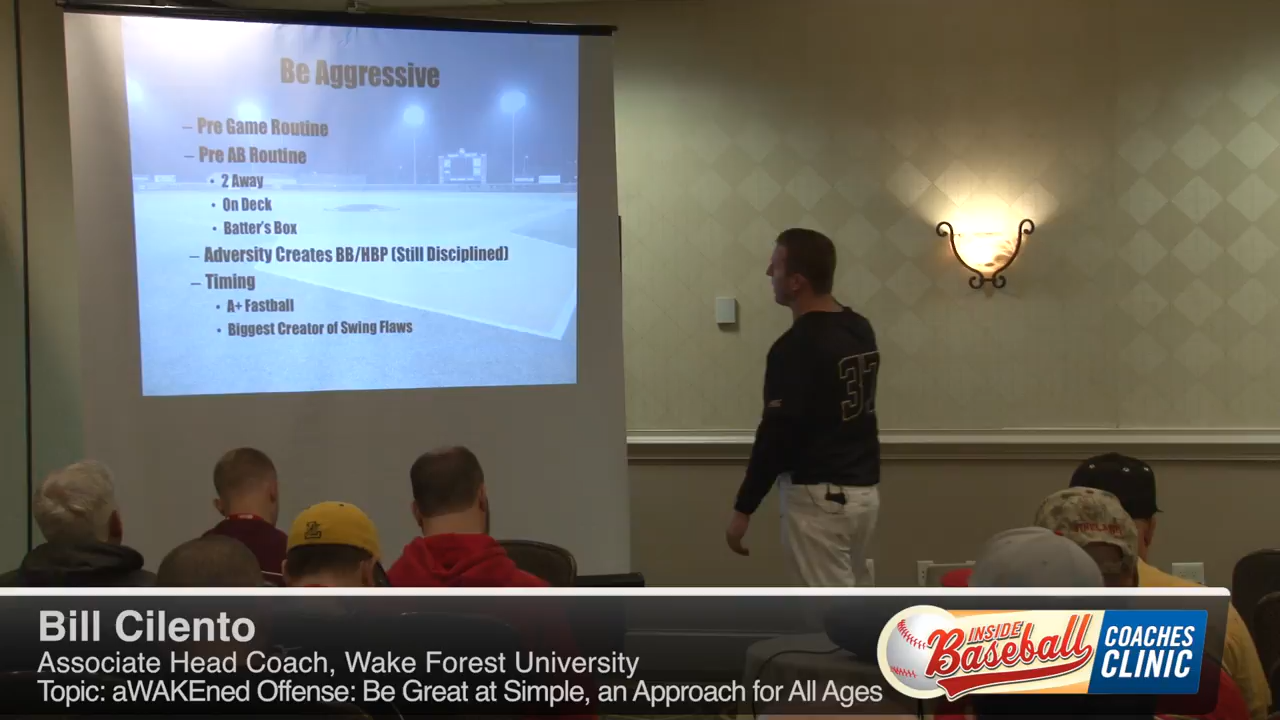 Be Aggressive
– Pre Game Routine
– Pre AB Routine
• 2 Away
• On Deck
• Batter's Box
– Adversity Creates BB/HBP (Still Disciplined)
– Timing
• A+ Fastball
• Biggest Creator of Swing Flaws
37
Bill Cilento
Associate Head Coach, Wake Forest University
Topic: aWAKEned Offense: Be Great at Simple, an Approach for All Ages
INSIDE
Baseball
COACHES
CLINIC